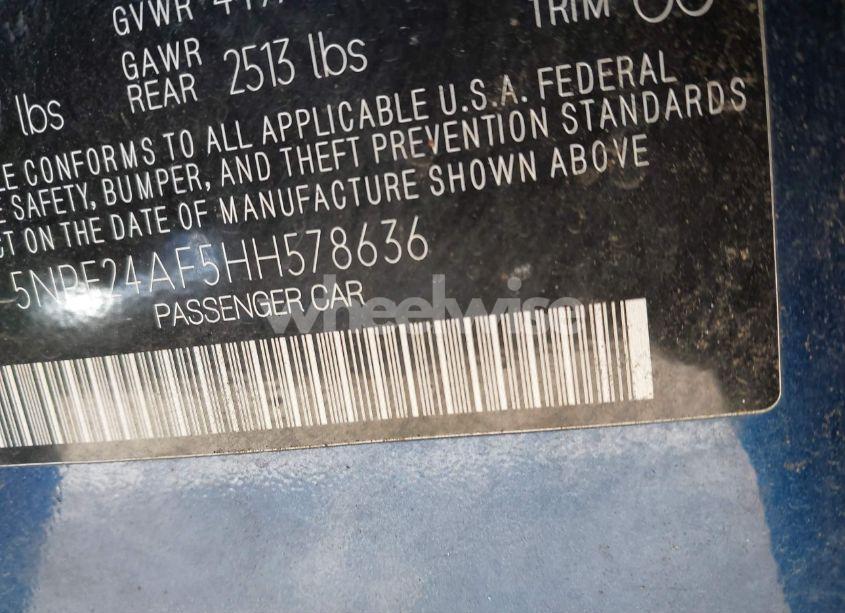 GVWR
TRIM
GAWR
REAR 2513 lbs
lbs
CONFORMS TO ALL APPLICABLE U.S.A. FEDERAL
SAFETY, BUMPER, AND THEFT PREVENTION STANDARDS
ON THE DATE OF MANUFACTURE SHOWN ABOVE
5NPE24AF5HH578636
PASSENGER CAR
wheelwise